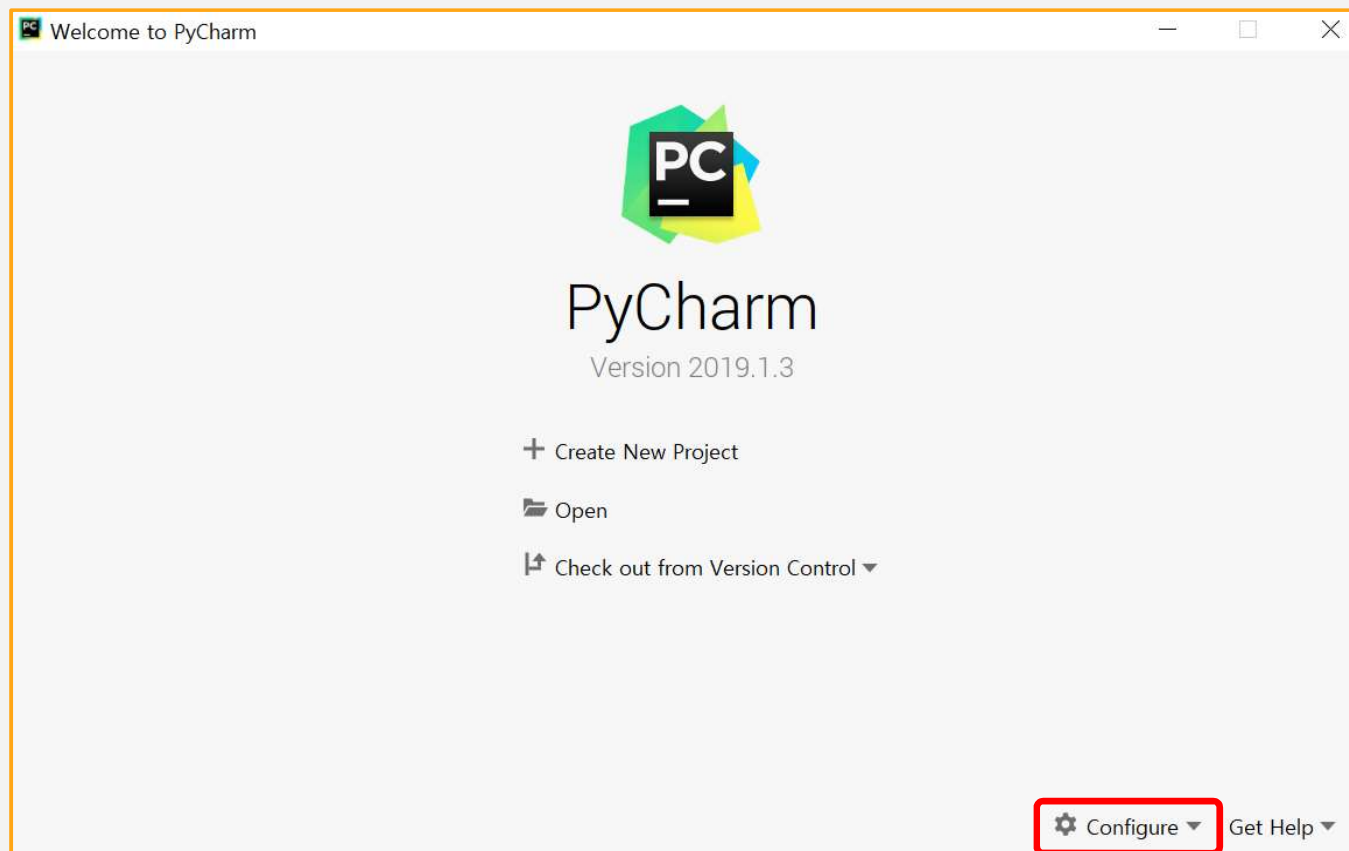 Welcome to PyCharm
PC
PyCharm
Version 2019.1.3
Create New Project
Open
Check out from Version Control
Configure
Get Help